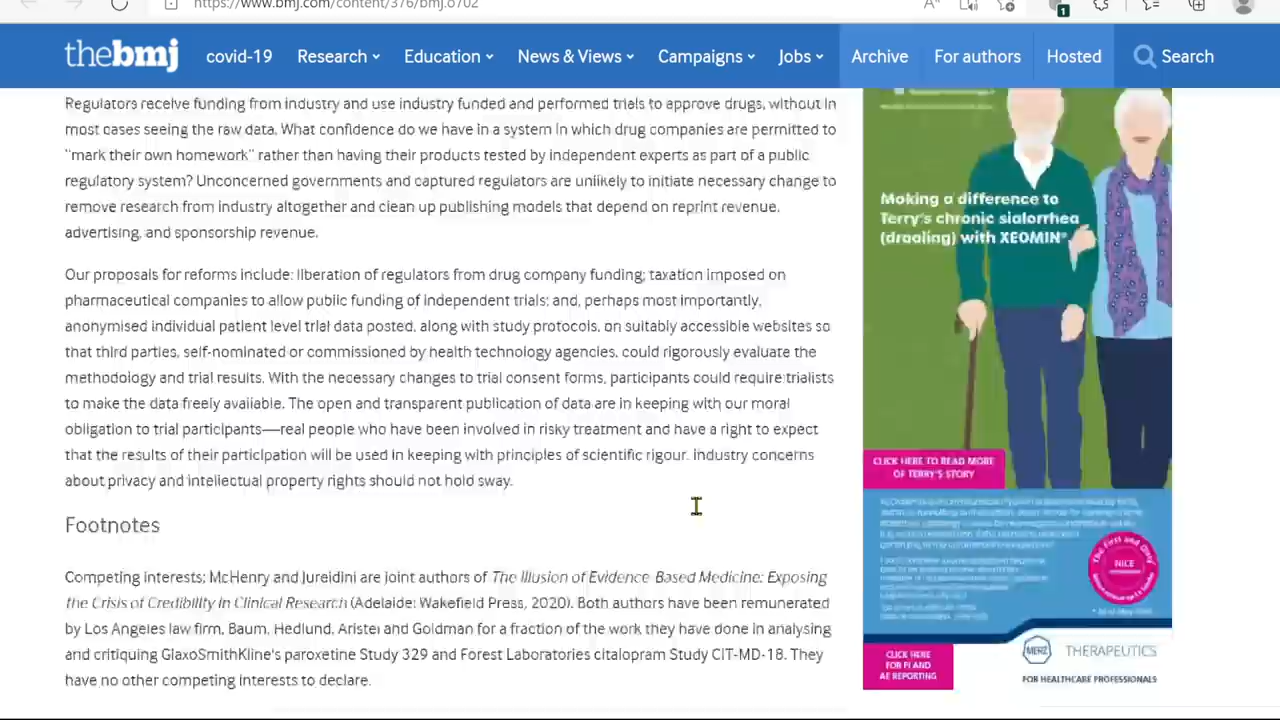 https://www.bmj.com/content/376/bmj.o702
1
thebmj
covid-19
Research
Education
News & Views
Campaigns
Jobs
Archive
For authors
Hosted
Search
Regulators receive funding from industry and use industry funded and performed trials to approve drugs, without in
most cases seeing the raw data. What confidence do we have in a system in which drug companies are permitted to
"mark their own homework" rather than having their products tested by independent experts as part of a public
regulatory system? Unconcerned governments and captured regulators are unlikely to initiate necessary change to
remove research from industry altogether and clean up publishing models that depend on reprint revenue,
advertising, and sponsorship revenue.
Our proposals for reforms include: liberation of regulators from drug company funding; taxation imposed on
pharmaceutical companies to allow public funding of independent trials; and, perhaps most importantly,
anonymised individual patient level trial data posted, along with study protocols, on suitably accessible websites so
that third parties, self-nominated or commissioned by health technology agencies, could rigorously evaluate the
methodology and trial results. With the necessary changes to trial consent forms, participants could require trialists
to make the data freely available. The open and transparent publication of data are in keeping with our moral
obligation to trial participants—real people who have been involved in risky treatment and have a right to expect
that the results of their participation will be used in keeping with principles of scientific rigour. Industry concerns
about privacy and intellectual property rights should not hold sway.
Footnotes
Competing interests: McHenry and Jureidini are joint authors of The Illusion of Evidence-Based Medicine: Exposing
the Crisis of Credibility in Clinical Research (Adelaide: Wakefield Press, 2020). Both authors have been remunerated
by Los Angeles law firm, Baum, Hedlund, Aristei and Goldman for a fraction of the work they have done in analysing
and critiquing GlaxoSmithKline's paroxetine Study 329 and Forest Laboratories citalopram Study CIT-MD-18. They
have no other competing interests to declare.
Making a difference to
Terry's chronic sialorrhea
(drooling) with XEOMIN®
CLICK HERE TO READ MORE
OF TERRY'S STORY
The First and Only
NICE
CLICK HERE
FOR PI AND
AE REPORTING
MERZ THERAPEUTICS
FOR HEALTHCARE PROFESSIONALS